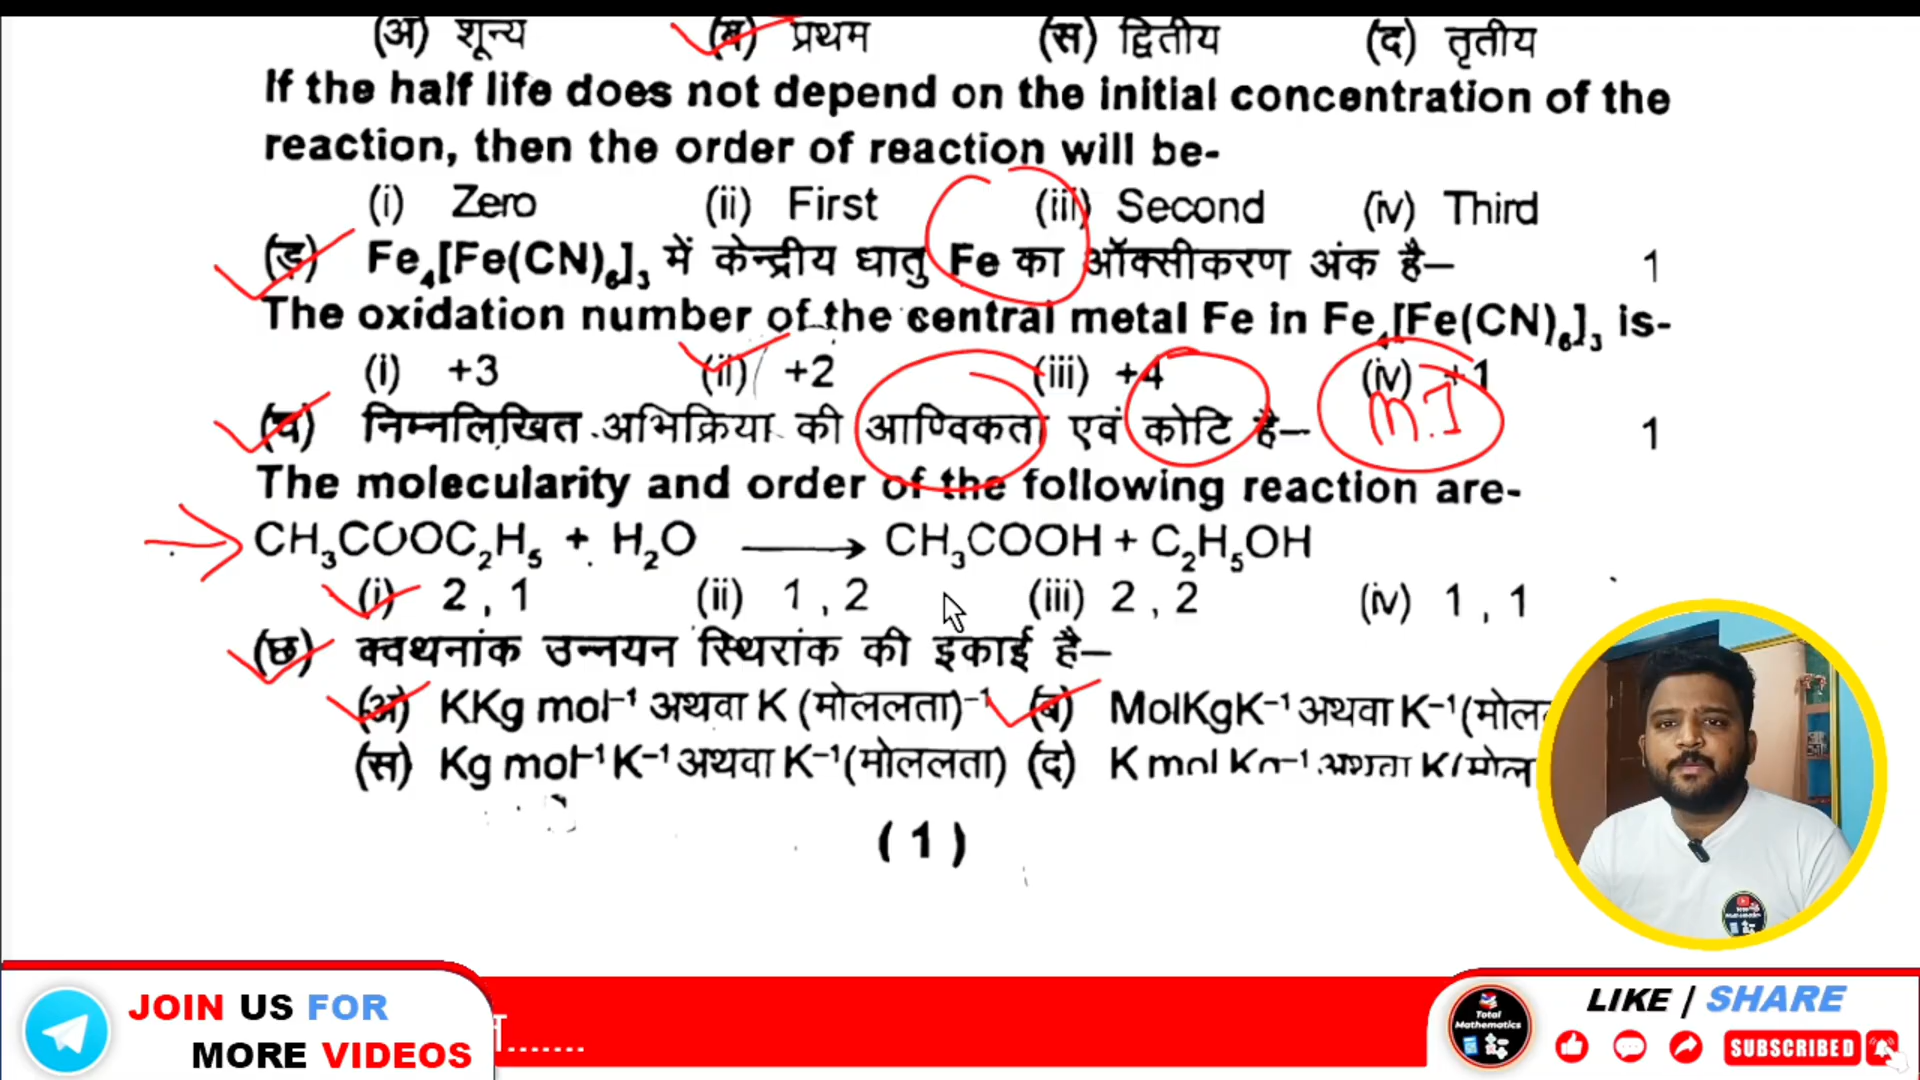 (अ) शून्य (ब) प्रथम (स) द्वितीय (द) तृतीय
If the half life does not depend on the initial concentration of the
reaction, then the order of reaction will be-
(i) Zero (ii) First (iii) Second (iv) Third
(ड) Fe₄[Fe(CN)₆]₃ में केन्द्रीय धातु Fe का ऑक्सीकरण अंक है– 1
The oxidation number of the central metal Fe in Fe₄[Fe(CN)₆]₃ is-
(i) +3 (ii) +2 (iii) +4 (iv) +1
(च) निम्नलिखित अभिक्रिया की आण्विकता एवं कोटि है– 1
The molecularity and order of the following reaction are-
CH₃COOC₂H₅ + H₂O ⟶ CH₃COOH + C₂H₅OH
(i) 2 , 1 (ii) 1 , 2 (iii) 2 , 2 (iv) 1 , 1
(छ) क्वथनांक उन्नयन स्थिरांक की इकाई है–
(अ) KKg mol⁻¹ अथवा K (मोललता)⁻¹ (ब) MolKgK⁻¹ अथवा K⁻¹(मोल
(स) Kg mol⁻¹ K⁻¹ अथवा K⁻¹(मोललता) (द) K mol Kg⁻¹ अथवा K(मोल
(1)
JOIN US FOR
MORE VIDEOS
.......
Total
Mathematics
LIKE / SHARE
SUBSCRIBED